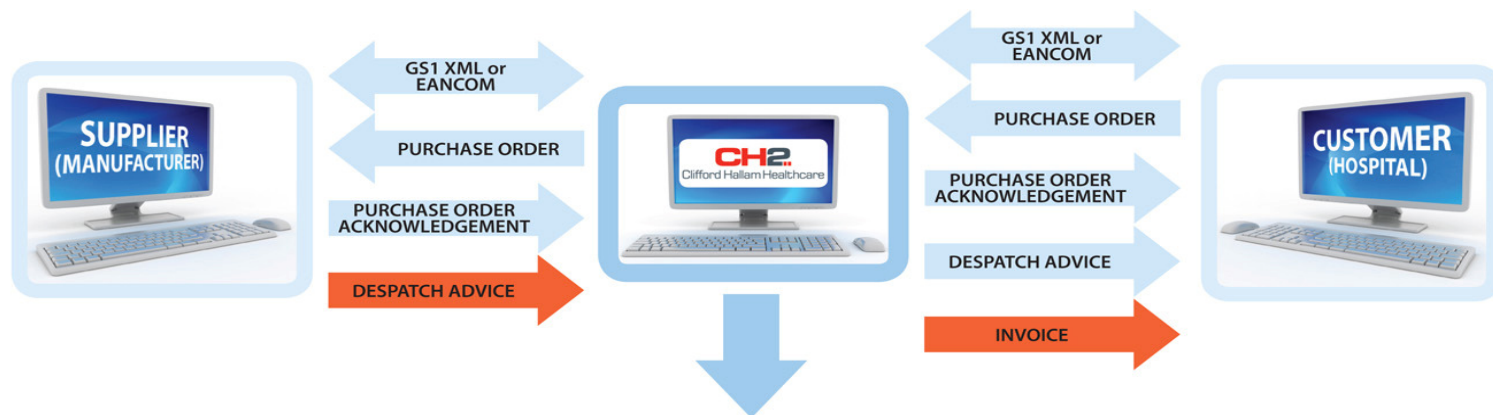 GS1 XML or
EANCOM
PURCHASE ORDER
PURCHASE ORDER
ACKNOWLEDGEMENT
DESPATCH ADVICE
SUPPLIER
(MANUFACTURER)
CH2
Clifford Hallam Healthcare
GS1 XML or
EANCOM
PURCHASE ORDER
PURCHASE ORDER
ACKNOWLEDGEMENT
DESPATCH ADVICE
INVOICE
CUSTOMER
(HOSPITAL)